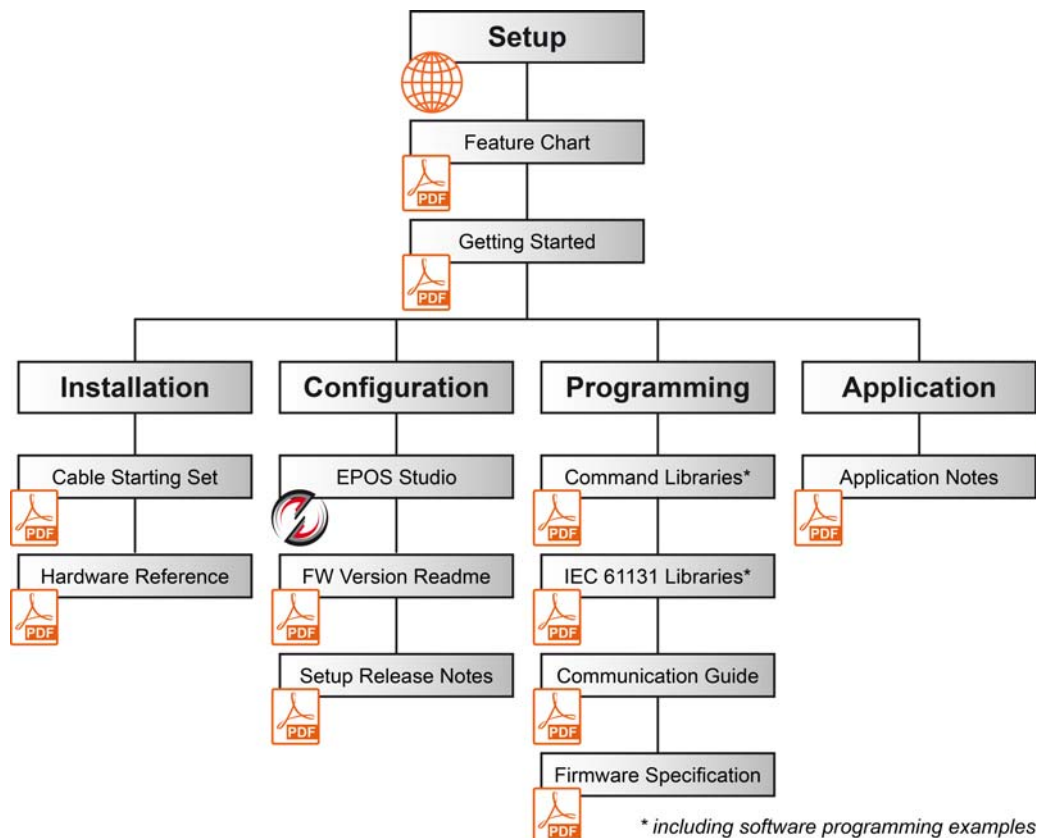 Setup
Feature Chart
PDF
Getting Started
PDF
Installation
Configuration
Programming
Application
Cable Starting Set
PDF
EPOS Studio
Command Libraries*
PDF
Application Notes
PDF
Hardware Reference
PDF
FW Version Readme
PDF
IEC 61131 Libraries*
PDF
Setup Release Notes
PDF
Communication Guide
PDF
Firmware Specification
PDF
* including software programming examples